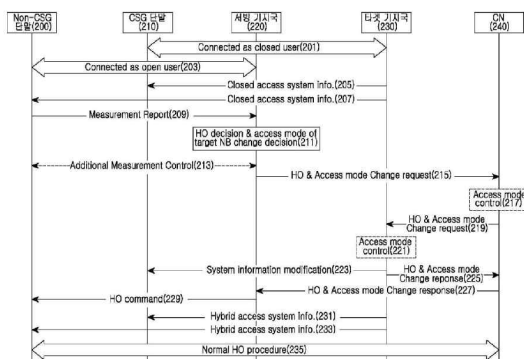 Non-CSG
단말(200)
CSG 단말
(210)
서빙 기지국
(220)
타겟 기지국
(230)
CN
(240)
Connected as closed user(201)
Connected as open user(203)
Closed access system info.(205)
Closed access system info.(207)
Measurement Report(209)
HO decision & access mode of
target NB change decision(211)
Additional Measurement Control(213)
HO & Access mode Change request(215)
Access mode
control(217)
HO & Access mode
Change request(219)
Access mode
control(221)
System information modification(223)
HO & Access mode
Change reponse(225)
HO & Access mode Change response(227)
HO command(229)
Hybrid access system Info.(231)
Hybrid access system Info.(233)
Normal HO procedure(235)